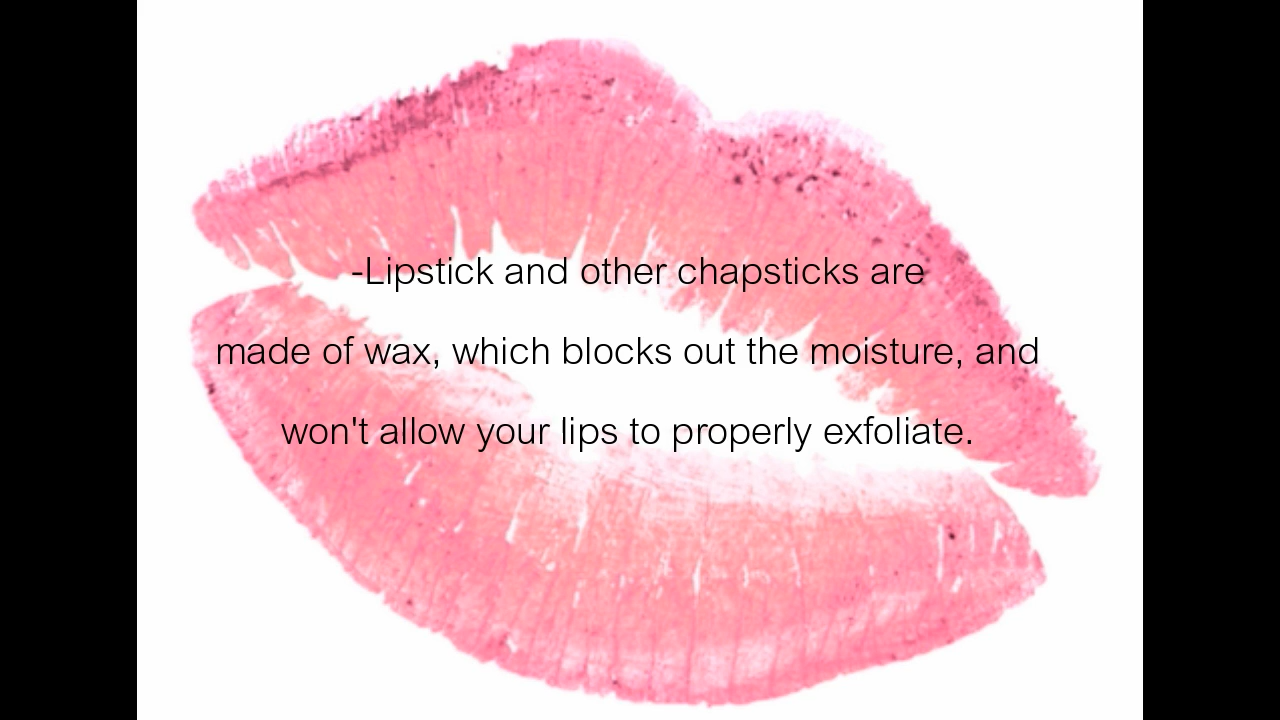 -Lipstick and other chapsticks are
made of wax, which blocks out the moisture, and
won't allow your lips to properly exfoliate.